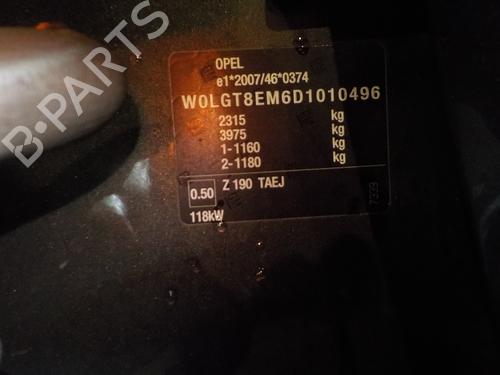 OPEL
e1*2007/46*0374
W0LGT8EM6D1010496
2315 kg
3975 kg
1-1160 kg
2-1180 kg
0.50 Z 190 TAEJ
118kW
B-PARTS